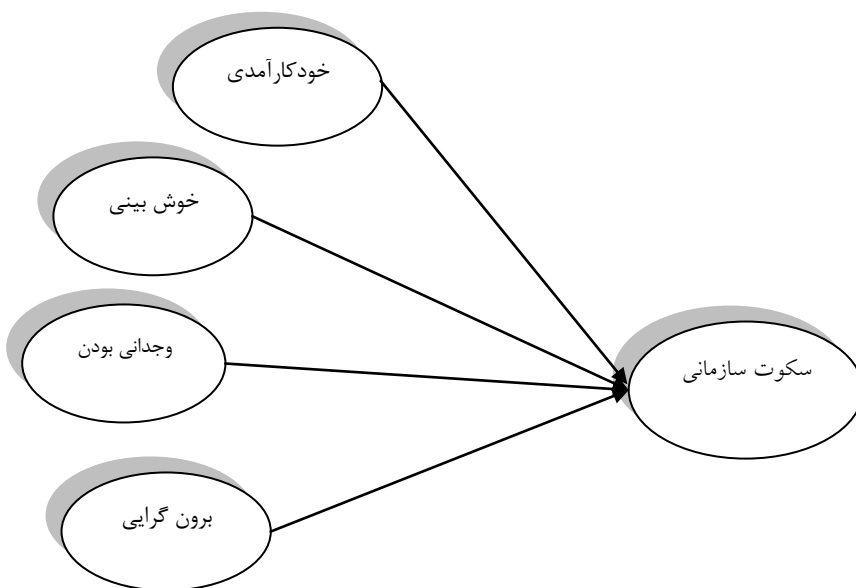 خودکارآمدی
خوش بینی
وجدانی بودن
سکوت سازمانی
برون گرایی